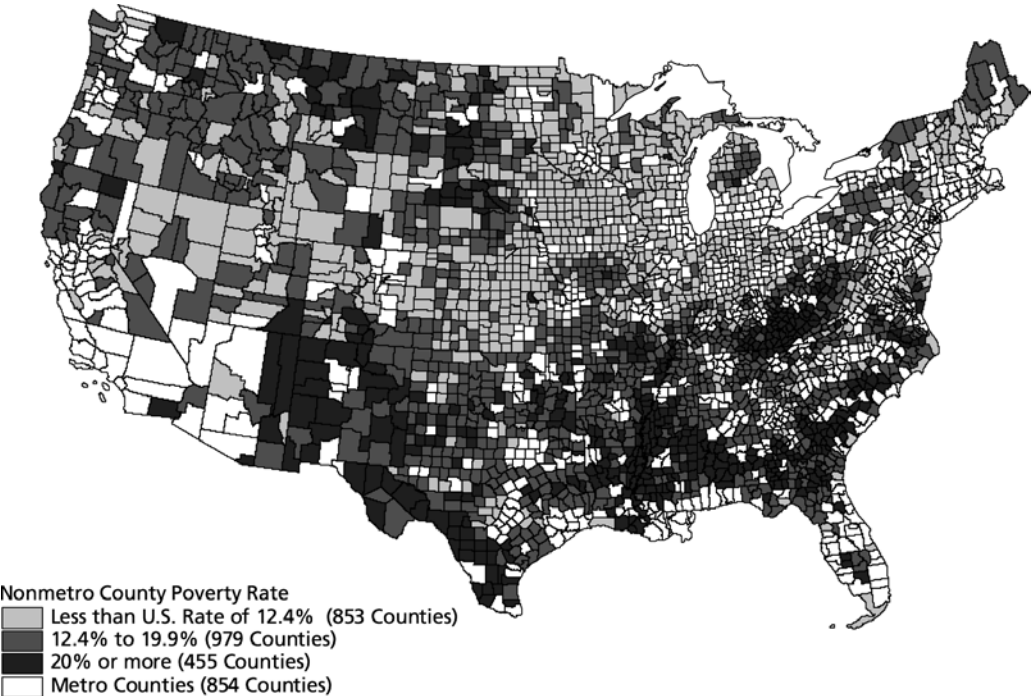 Nonmetro County Poverty Rate
Less than U.S. Rate of 12.4% (853 Counties)
12.4% to 19.9% (979 Counties)
20% or more (455 Counties)
Metro Counties (854 Counties)